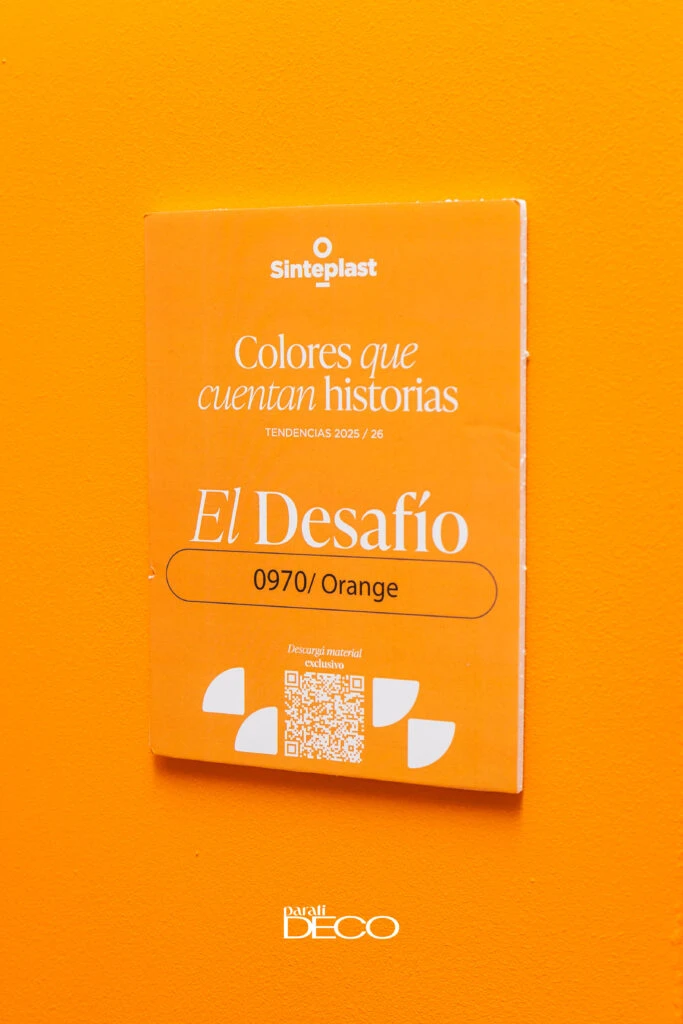 Sinteplast
Colores que
cuentan historias
TENDENCIAS 2025 / 26
El Desafío
0970/ Orange
Descargá material
exclusivo
parati
DECO